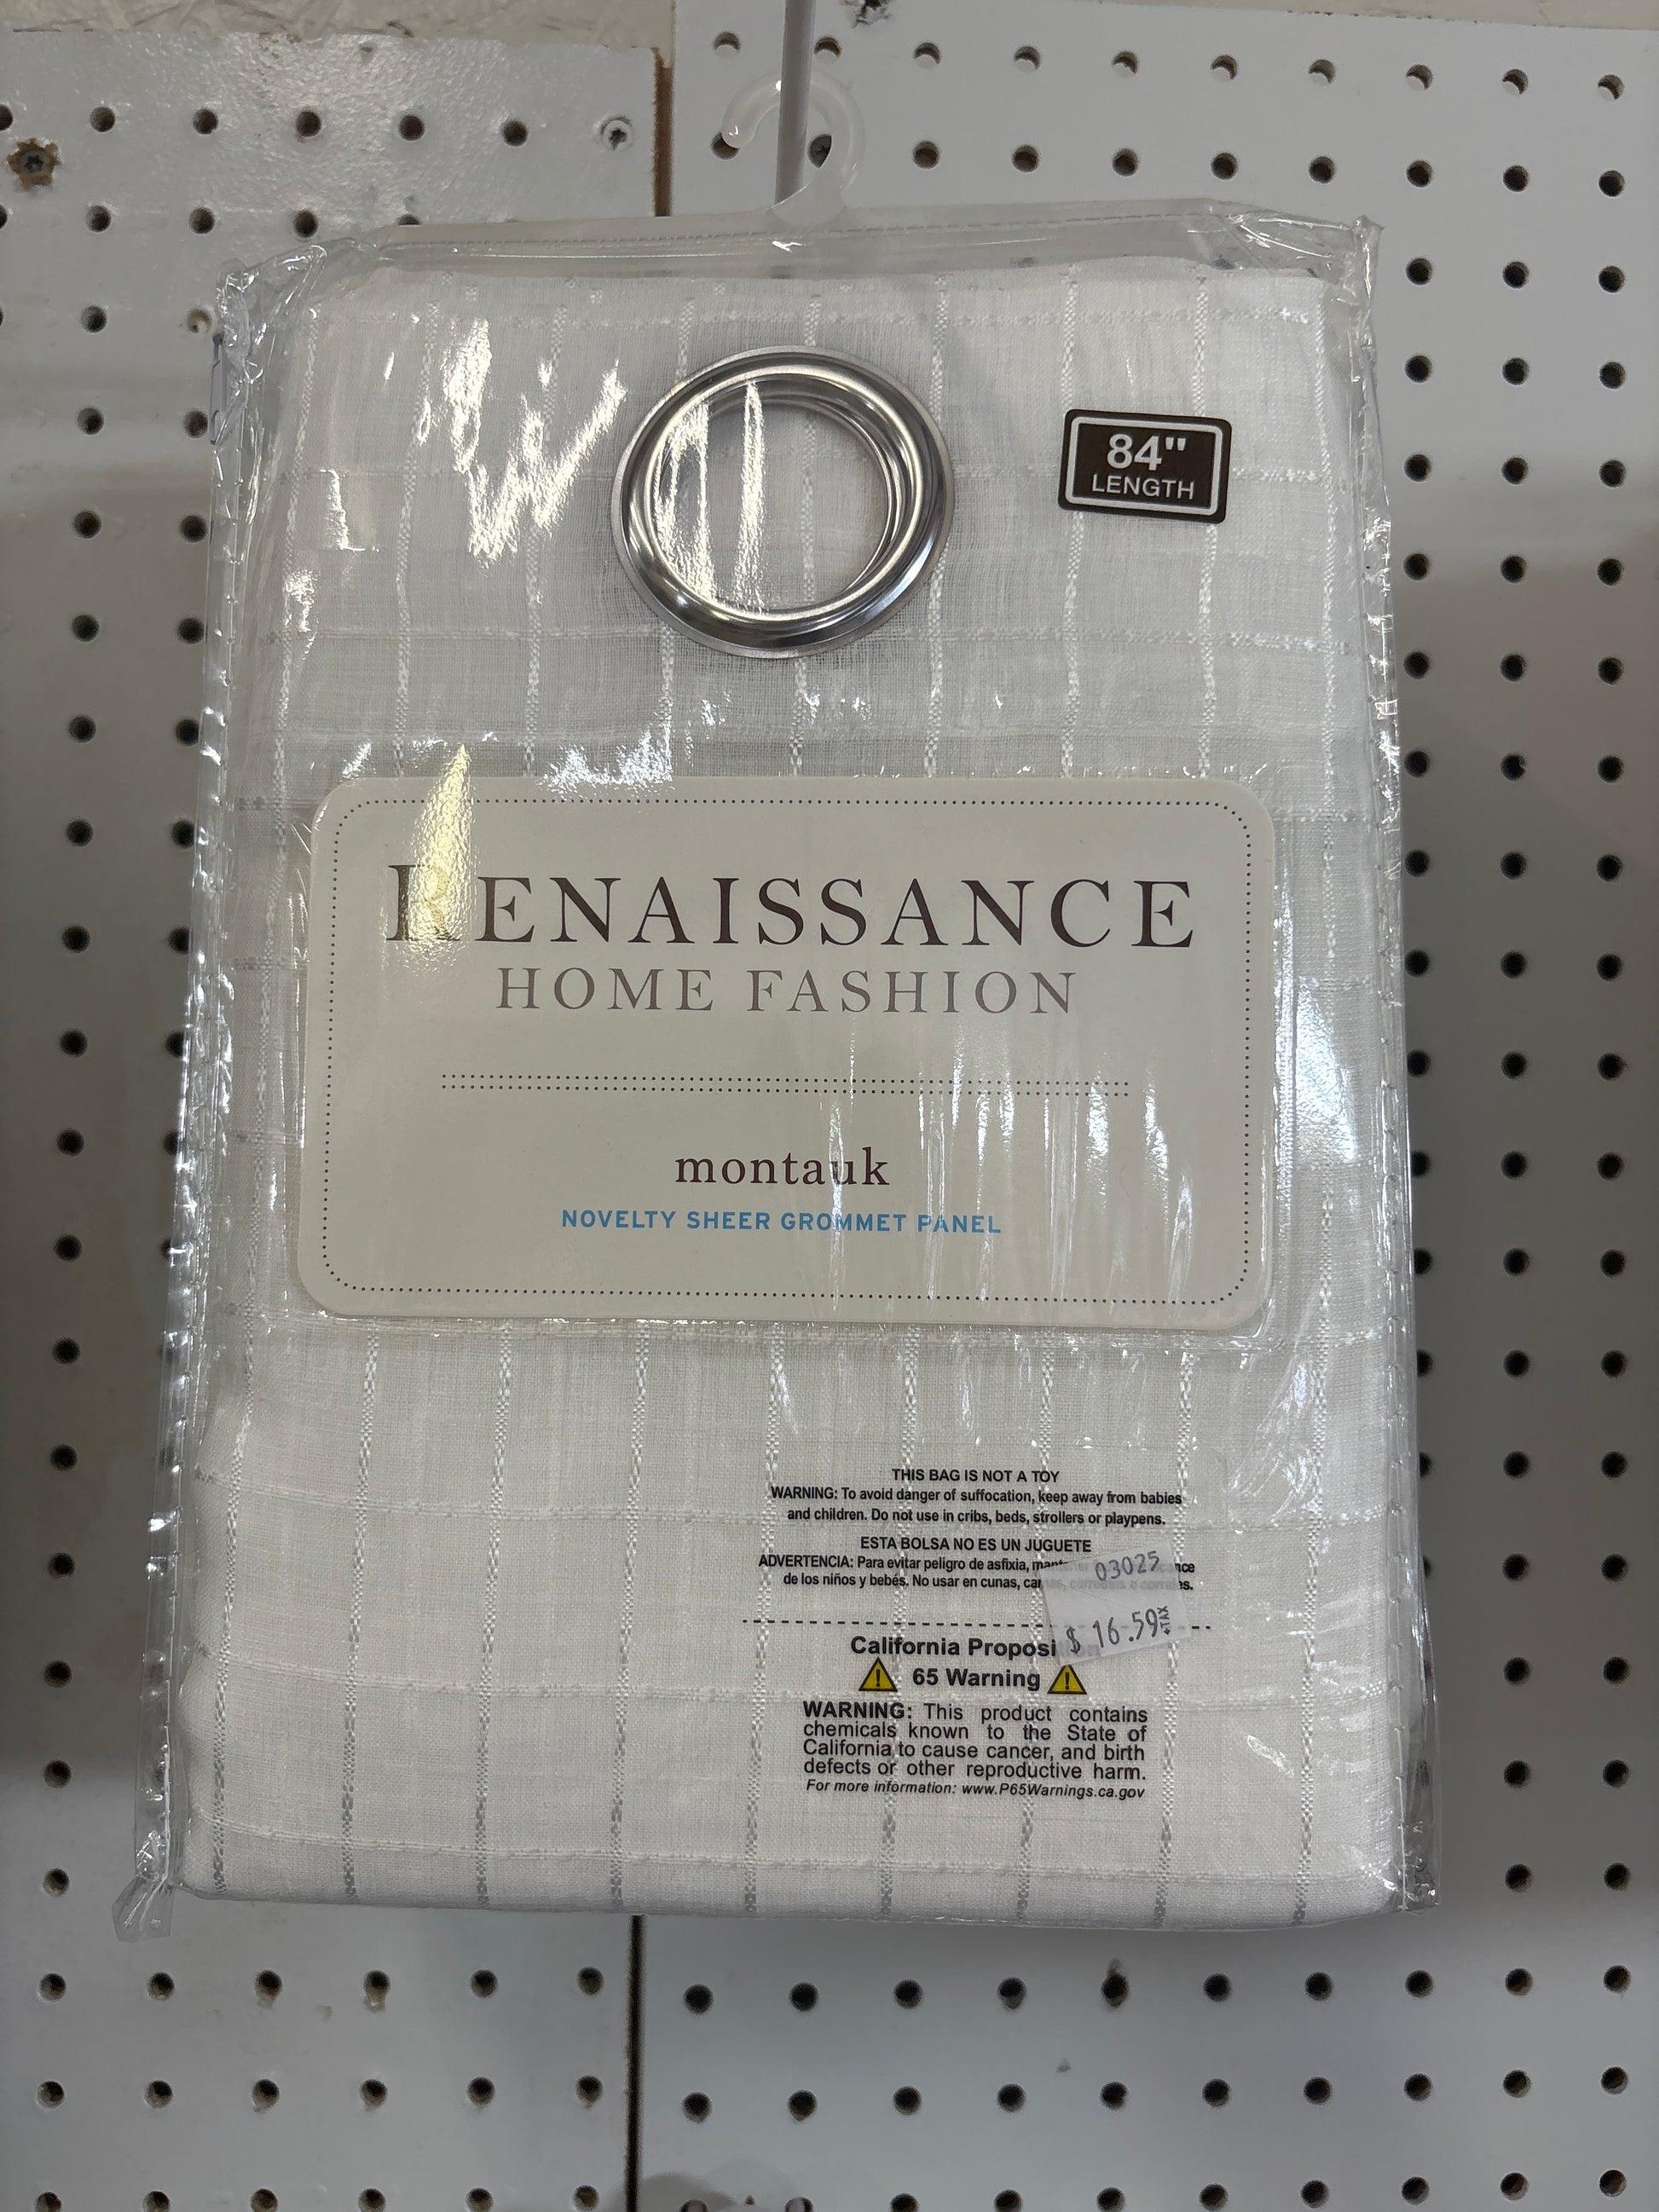 84"
LENGTH
RENAISSANCE
HOME FASHION
montauk
NOVELTY SHEER GROMMET PANEL
THIS BAG IS NOT A TOY
WARNING: To avoid danger of suffocation, keep away from babies
and children. Do not use in cribs, beds, strollers or playpens.
ESTA BOLSA NO ES UN JUGUETE
ADVERTENCIA: Para evitar peligro de asfixia,
de los niños y bebés. No usar en cunas,
03025
$ 16.59 +TAX
California Proposi
65 Warning
WARNING: This product contains
chemicals known to the State of
California to cause cancer, and birth
defects or other reproductive harm.
For more information: www.P65Warnings.ca.gov